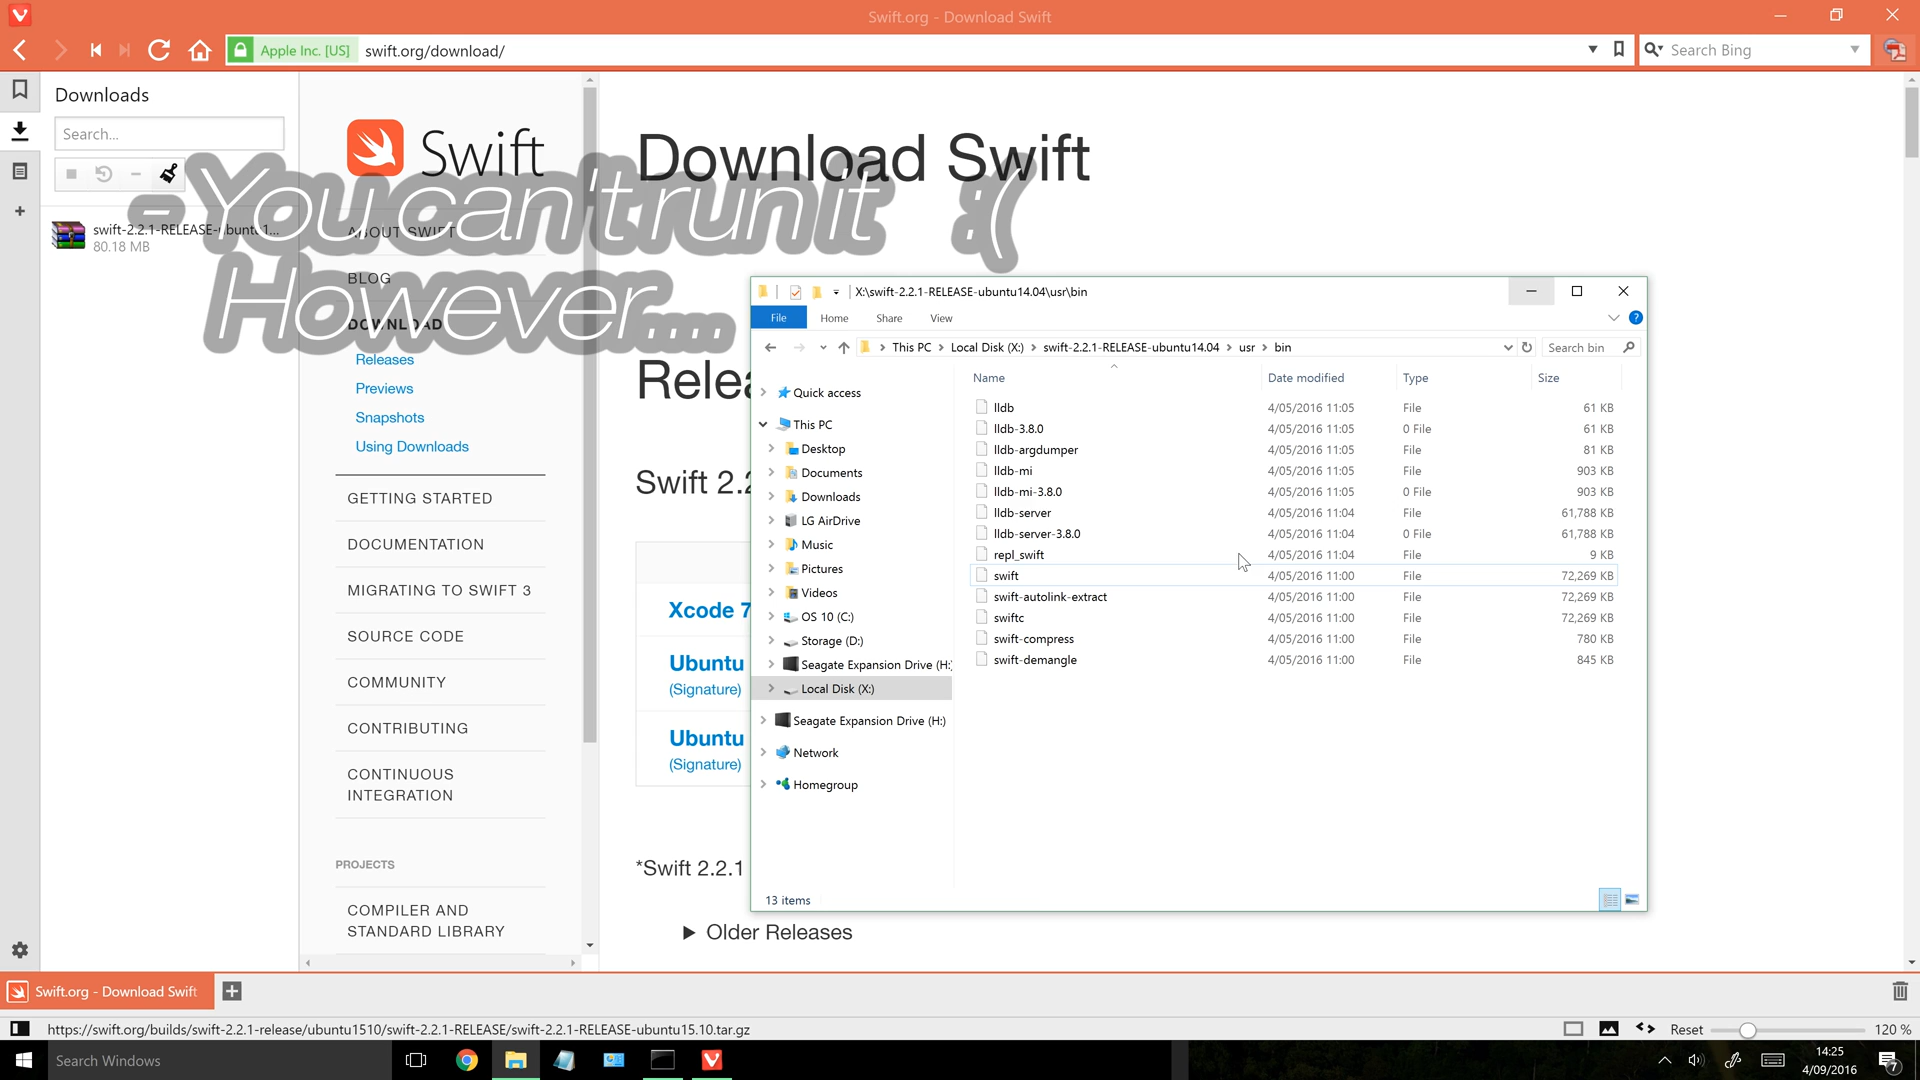 Swift.org - Download Swift
Apple Inc. [US]
swift.org/download/
Search Bing
Downloads
Search...
swift-2.2.1-RELEASE-ubuntu1...
80.18 MB
Swift
ABOUT SWIFT
BLOG
DOWNLOAD
Releases
Previews
Snapshots
Using Downloads
GETTING STARTED
DOCUMENTATION
MIGRATING TO SWIFT 3
SOURCE CODE
COMMUNITY
CONTRIBUTING
CONTINUOUS
INTEGRATION
PROJECTS
COMPILER AND
STANDARD LIBRARY
Download Swift
- You can't run it :(
However....
Relea
Swift 2.2
Xcode 7
Ubuntu
(Signature)
Ubuntu
(Signature)
*Swift 2.2.1
Older Releases
X:\swift-2.2.1-RELEASE-ubuntu14.04\usr\bin
File Home Share View
This PC Local Disk (X:) swift-2.2.1-RELEASE-ubuntu14.04 usr bin
Search bin
Quick access
This PC
Desktop
Documents
Downloads
LG AirDrive
Music
Pictures
Videos
OS 10 (C:)
Storage (D:)
Seagate Expansion Drive (H:)
Local Disk (X:)
Seagate Expansion Drive (H:)
Network
Homegroup
Name Date modified Type Size
lldb 4/05/2016 11:05 File 61 KB
lldb-3.8.0 4/05/2016 11:05 0 File 61 KB
lldb-argdumper 4/05/2016 11:05 File 81 KB
lldb-mi 4/05/2016 11:05 File 903 KB
lldb-mi-3.8.0 4/05/2016 11:05 0 File 903 KB
lldb-server 4/05/2016 11:04 File 61,788 KB
lldb-server-3.8.0 4/05/2016 11:04 0 File 61,788 KB
repl_swift 4/05/2016 11:04 File 9 KB
swift 4/05/2016 11:00 File 72,269 KB
swift-autolink-extract 4/05/2016 11:00 File 72,269 KB
swiftc 4/05/2016 11:00 File 72,269 KB
swift-compress 4/05/2016 11:00 File 780 KB
swift-demangle 4/05/2016 11:00 File 845 KB
13 items
Swift.org - Download Swift
https://swift.org/builds/swift-2.2.1-release/ubuntu1510/swift-2.2.1-RELEASE/swift-2.2.1-RELEASE-ubuntu15.10.tar.gz
Reset
120 %
Search Windows
14:25
4/09/2016
7